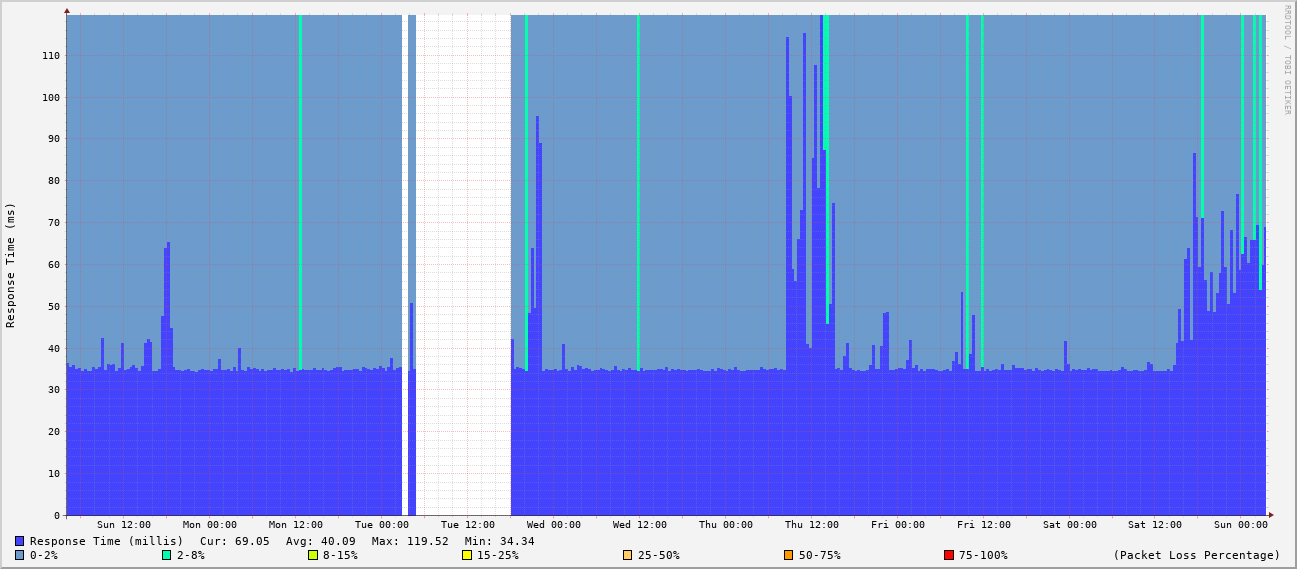 RRDTOOL / TOBI OETIKER
Response Time (ms)
110
100
90
80
70
60
50
40
30
20
10
0
Sun 12:00 Mon 00:00 Mon 12:00 Tue 00:00 Tue 12:00 Wed 00:00 Wed 12:00 Thu 00:00 Thu 12:00 Fri 00:00 Fri 12:00 Sat 00:00 Sat 12:00 Sun 00:00
Response Time (millis) Cur: 69.05 Avg: 40.09 Max: 119.52 Min: 34.34
0-2% 2-8% 8-15% 15-25% 25-50% 50-75% 75-100% (Packet Loss Percentage)